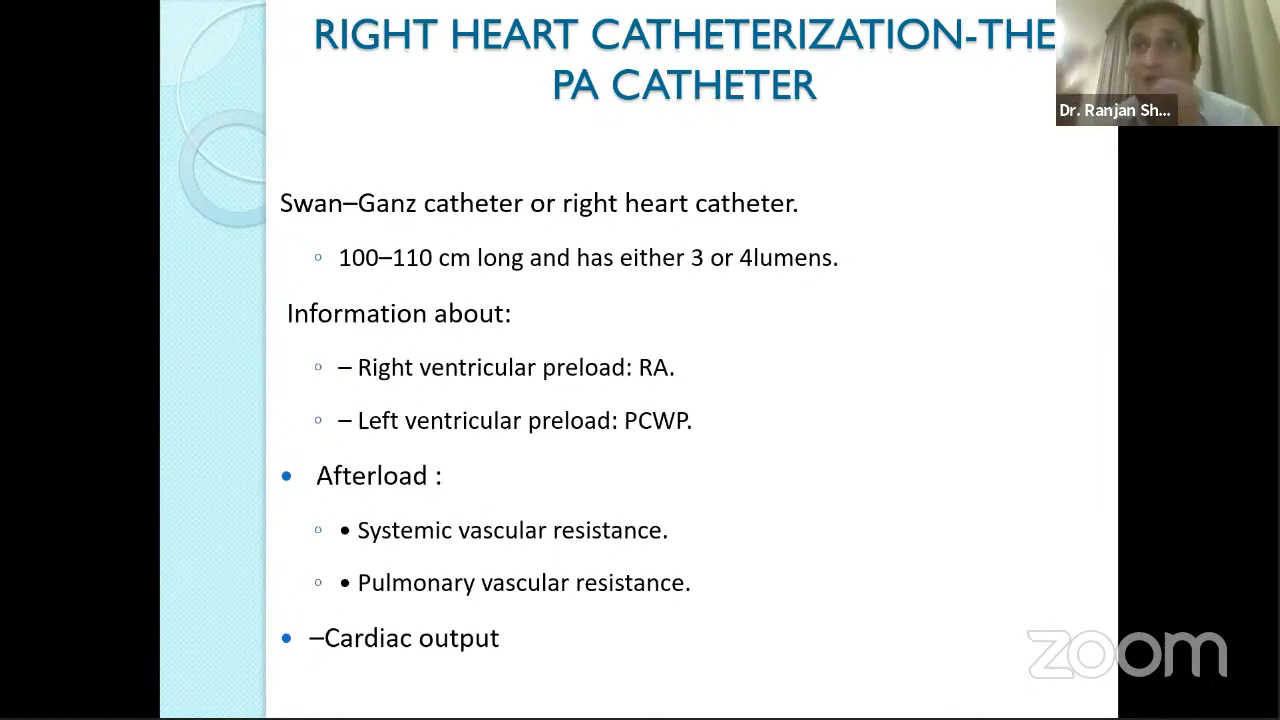 RIGHT HEART CATHETERIZATION-THE
PA CATHETER
Dr. Ranjan Sh...
Swan–Ganz catheter or right heart catheter.
100–110 cm long and has either 3 or 4lumens.
Information about:
– Right ventricular preload: RA.
– Left ventricular preload: PCWP.
• Afterload :
• Systemic vascular resistance.
• Pulmonary vascular resistance.
• –Cardiac output
zoom